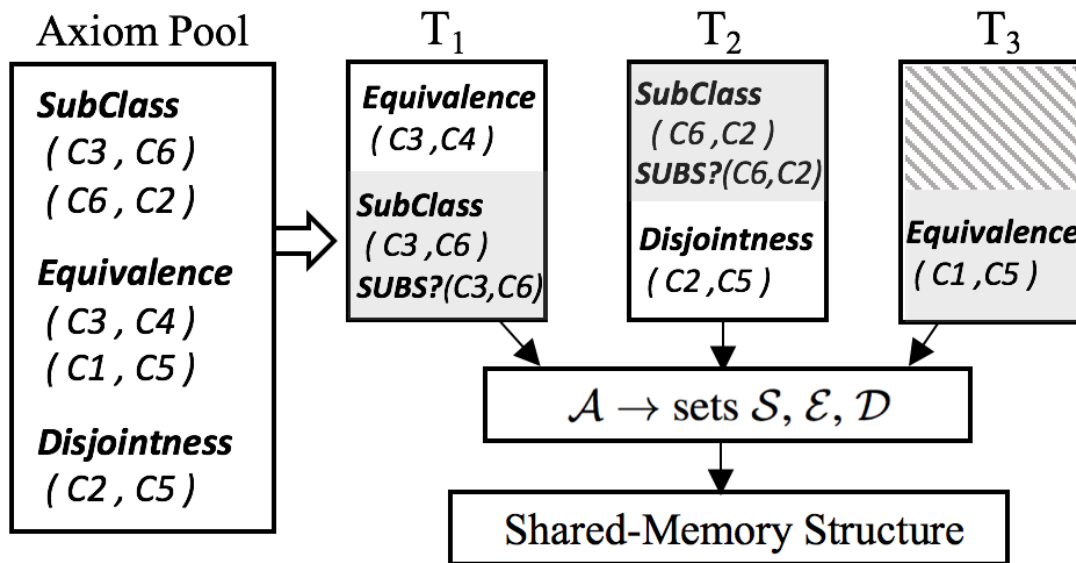 Axiom Pool
SubClass
( C3 , C6 )
( C6 , C2 )
Equivalence
( C3 , C4 )
( C1 , C5 )
Disjointness
( C2 , C5 )
T1
Equivalence
( C3 ,C4 )
SubClass
( C3 ,C6 )
SUBS?(C3,C6)
T2
SubClass
( C6 ,C2 )
SUBS?(C6,C2)
Disjointness
( C2 ,C5 )
T3
Equivalence
( C1 ,C5 )
𝒜 → sets 𝒮, ℰ, 𝒟
Shared-Memory Structure